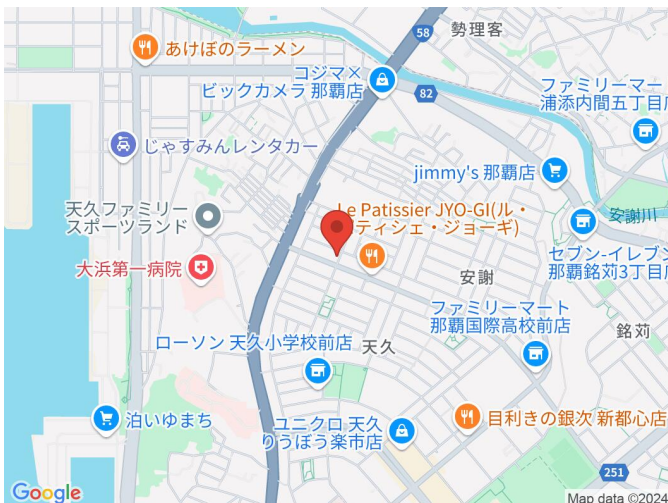 58
勢理客
あけぼのラーメン
コジマ×
ビックカメラ 那覇店
82
ファミリーマート
浦添内間五丁目店
じゃすみんレンタカー
jimmy's 那覇店
天久ファミリー
スポーツランド
Le Patissier JYO-GI(ル・
ティシェ・ジョーギ)
安謝川
大浜第一病院
安謝
セブン-イレブン
那覇銘苅3丁目店
ファミリーマート
那覇国際高校前店
銘苅
ローソン 天久小学校前店
天久
泊いゆまち
ユニクロ 天久
りうぼう楽市店
目利きの銀次 新都心店
251
Google
Map data ©2024